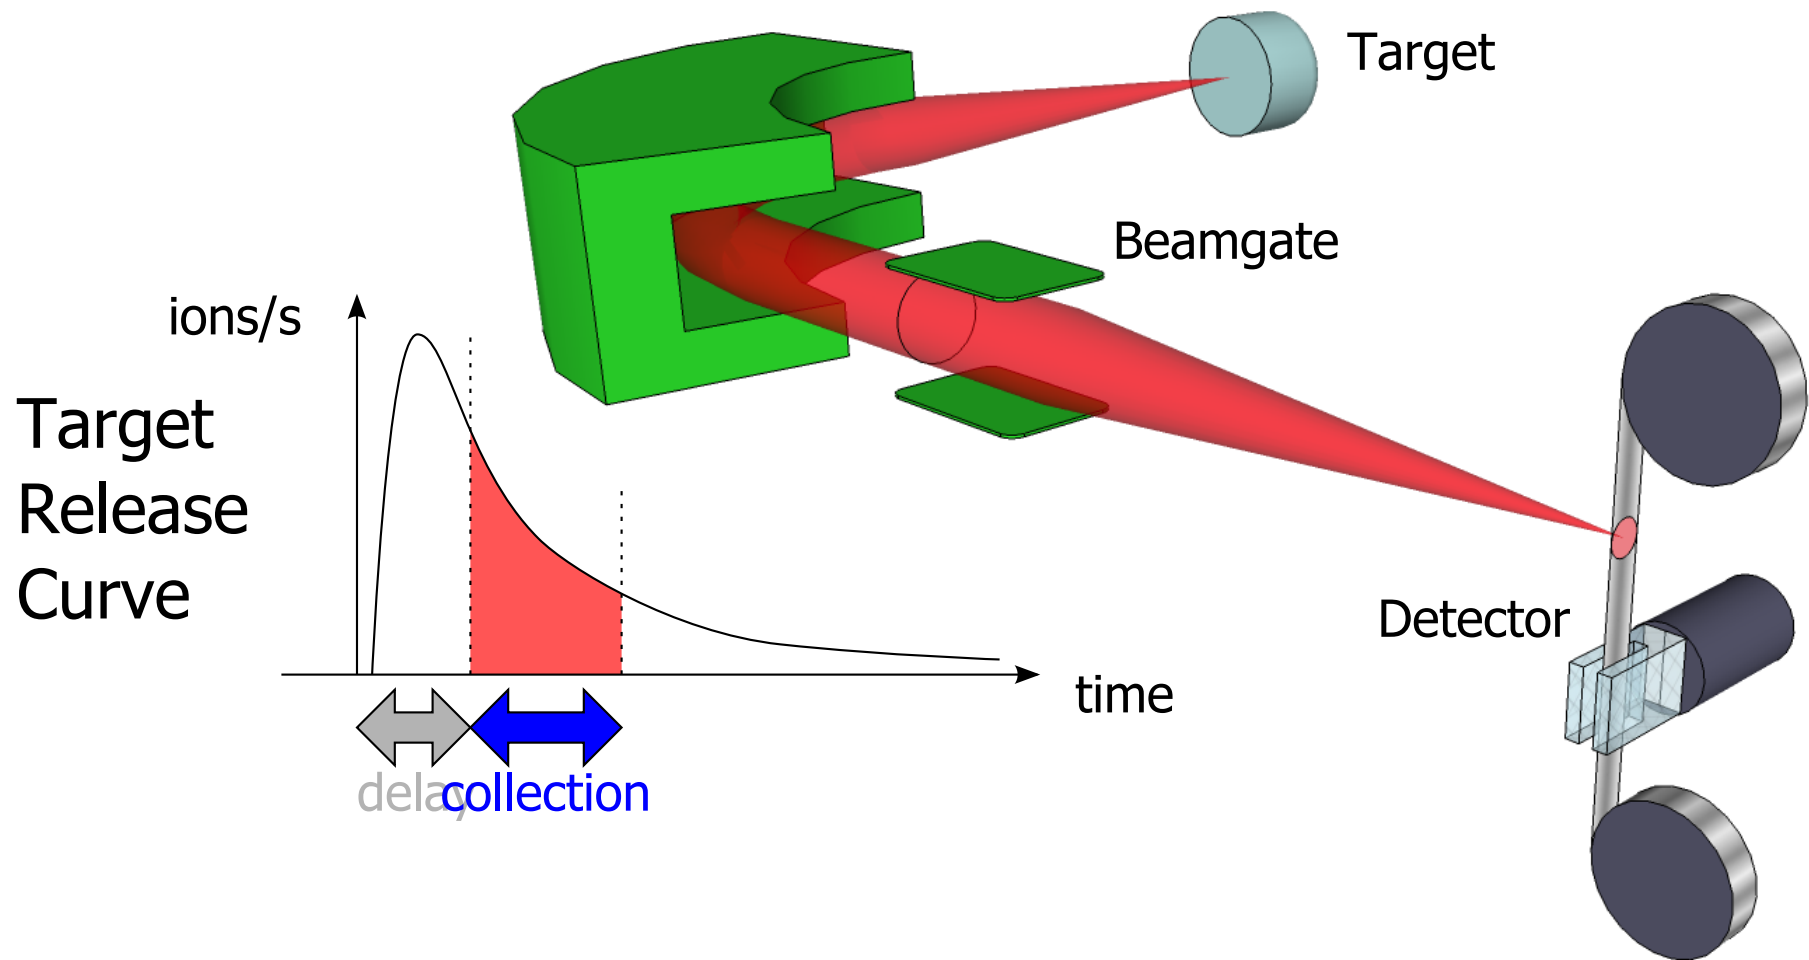 Target
Beamgate
ions/s
Target
Release
Curve
Detector
time
delay
collection